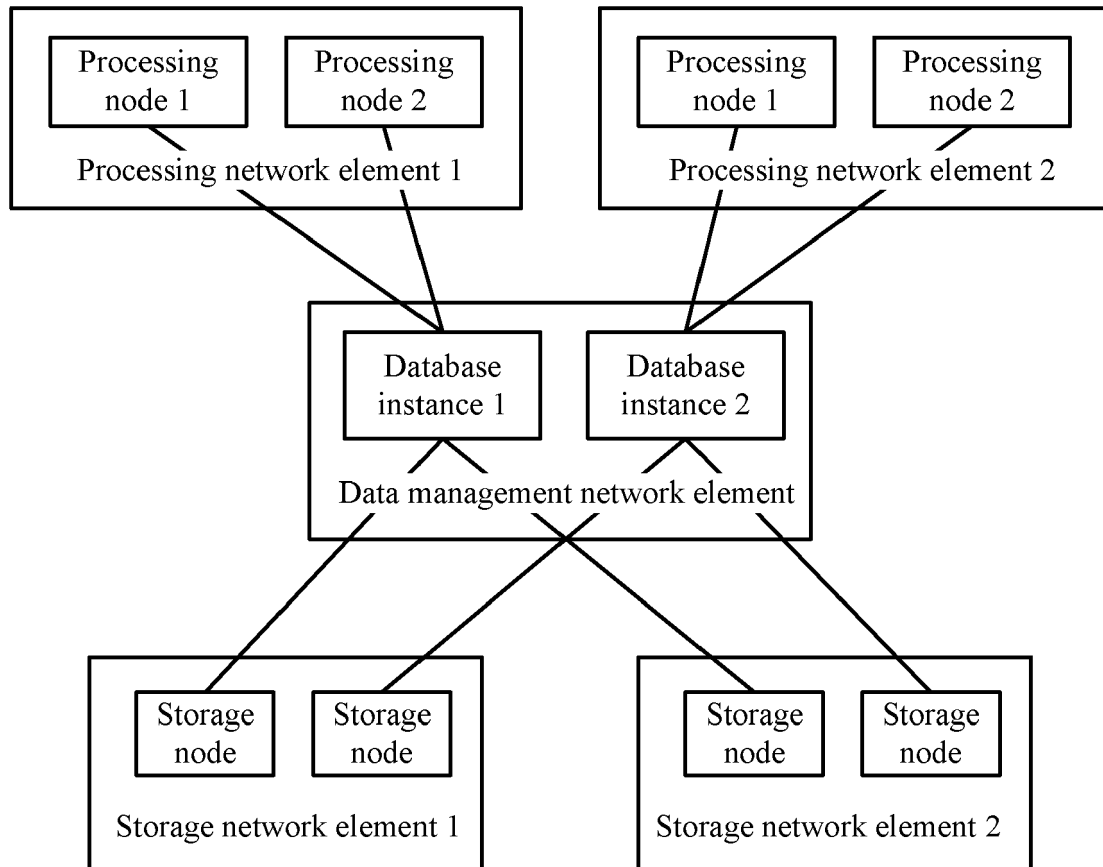 Processing
node 1
Processing
node 2
Processing network element 1
Processing
node 1
Processing
node 2
Processing network element 2
Database
instance 1
Database
instance 2
Data management network element
Storage
node
Storage
node
Storage network element 1
Storage
node
Storage
node
Storage network element 2